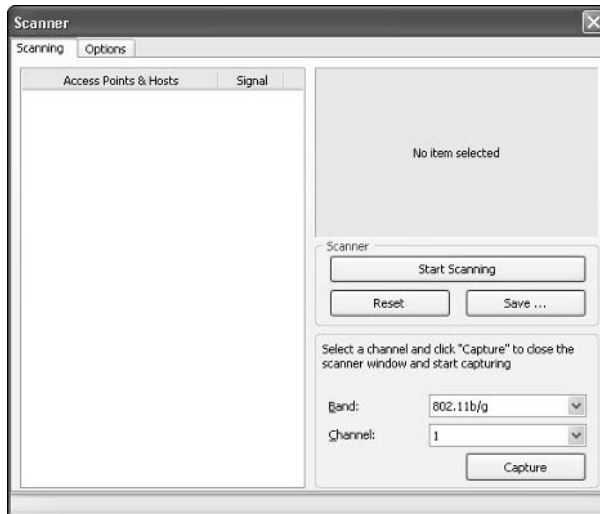 Scanner
Scanning Options
Access Points & Hosts Signal
No item selected
Scanner
Start Scanning
Reset Save ...
Select a channel and click "Capture" to close the
scanner window and start capturing
Band: 802.11b/g
Channel: 1
Capture